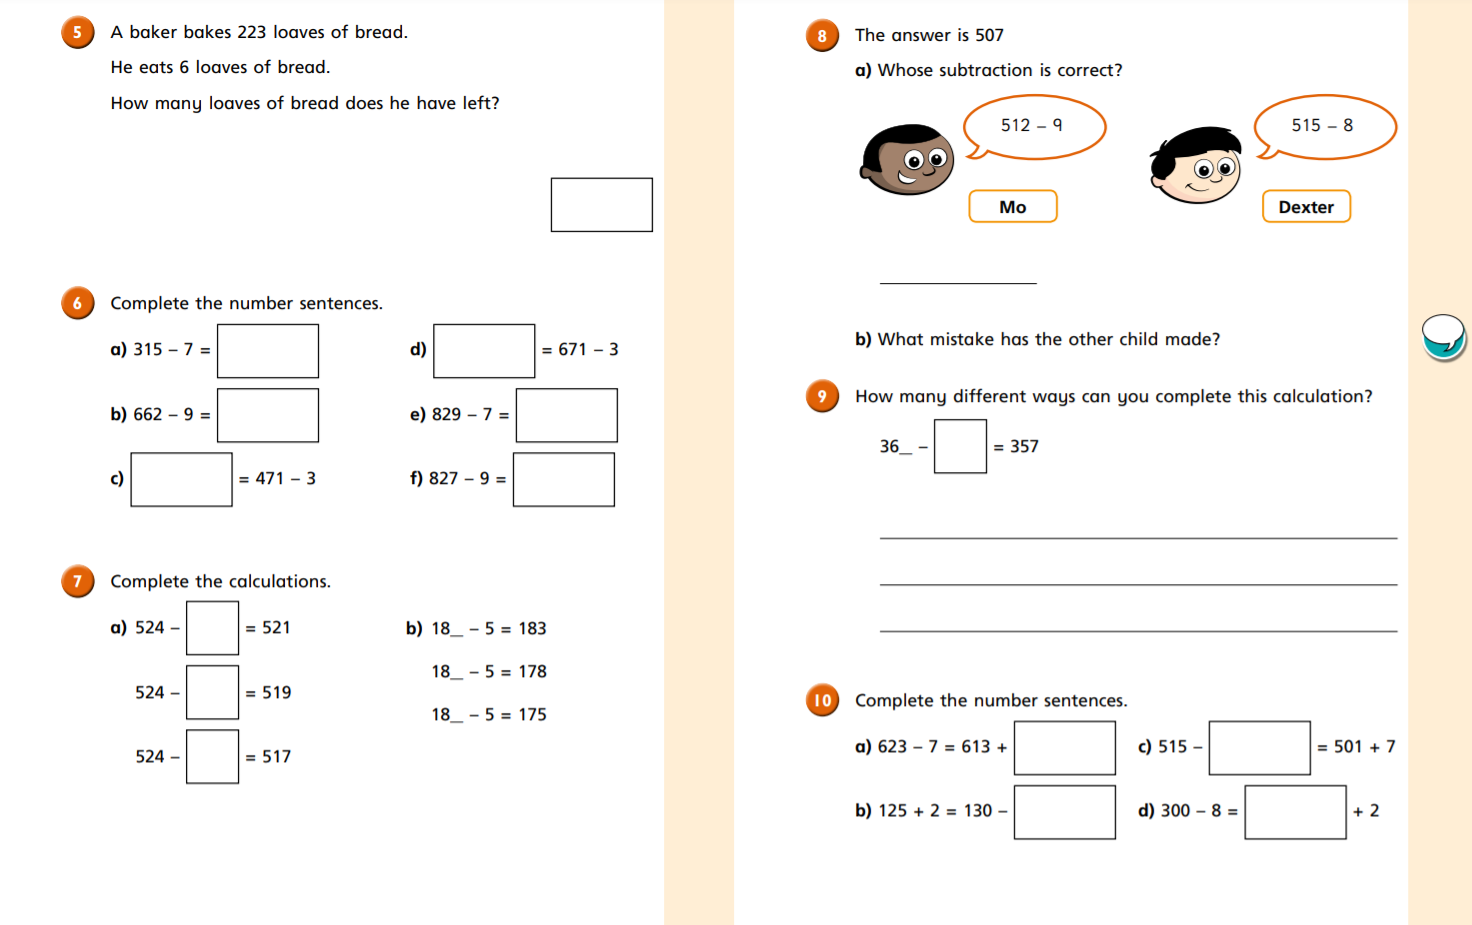 5 A baker bakes 223 loaves of bread.
He eats 6 loaves of bread.
How many loaves of bread does he have left?
6 Complete the number sentences.
a) 315 – 7 =
b) 662 – 9 =
c) = 471 – 3
d) = 671 – 3
e) 829 – 7 =
f) 827 – 9 =
7 Complete the calculations.
a) 524 – = 521
524 – = 519
524 – = 517
b) 18_ – 5 = 183
18_ – 5 = 178
18_ – 5 = 175
8 The answer is 507
a) Whose subtraction is correct?
512 – 9
Mo
515 – 8
Dexter
b) What mistake has the other child made?
9 How many different ways can you complete this calculation?
36_ – = 357
10 Complete the number sentences.
a) 623 – 7 = 613 +
b) 125 + 2 = 130 –
c) 515 – = 501 + 7
d) 300 – 8 = + 2